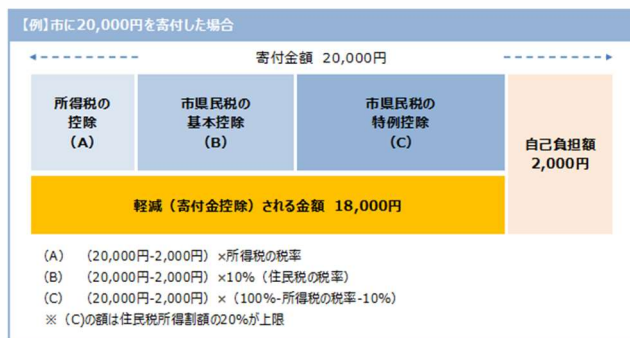 【例】市に20,000円を寄付した場合
寄付金額 20,000円
所得税の
控除
(A)
市県民税の
基本控除
(B)
市県民税の
特例控除
(C)
自己負担額
2,000円
軽減（寄付金控除）される金額 18,000円
(A) (20,000円-2,000円) ×所得税の税率
(B) (20,000円-2,000円) ×10%（住民税の税率）
(C) (20,000円-2,000円) ×（100%-所得税の税率-10%）
※ (C)の額は住民税所得割額の20%が上限